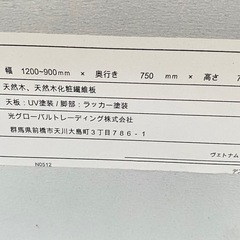 幅 1200~900mm × 奥行き 750 mm × 高さ 7
天然木、天然木化粧繊維板
天板:UV塗装/脚部:ラッカー塗装
光グローバルトレーディング株式会社
群馬県前橋市天川大島町3丁目786-1
ヴェトナム
N0512